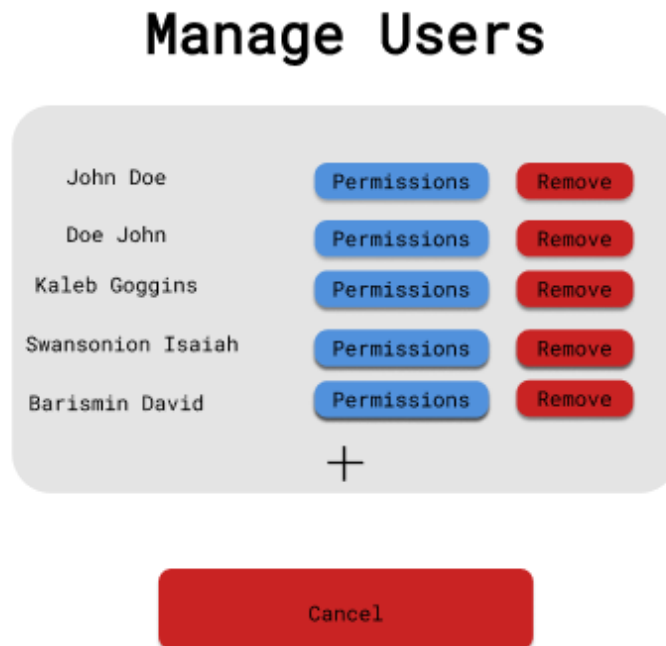 Manage Users
John Doe Permissions Remove
Doe John Permissions Remove
Kaleb Goggins Permissions Remove
Swansonion Isaiah Permissions Remove
Barismin David Permissions Remove
+
Cancel